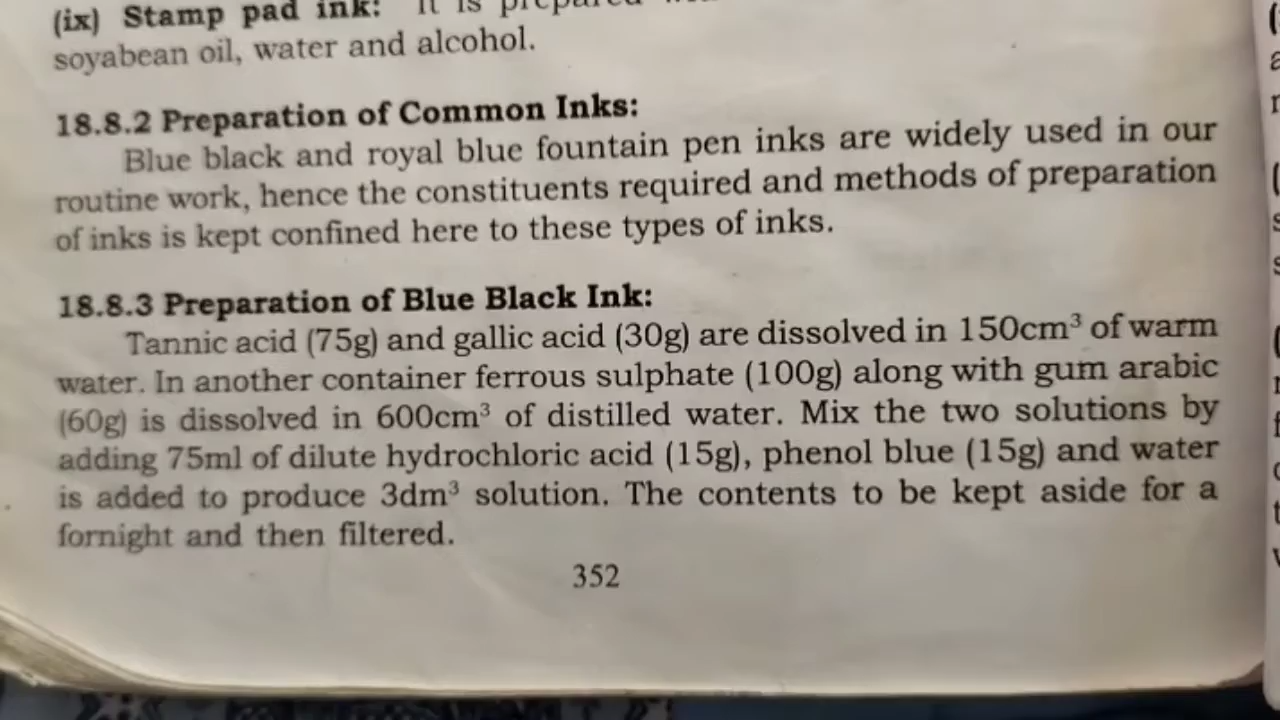 (ix) Stamp pad ink: It is prepared
soyabean oil, water and alcohol.
18.8.2 Preparation of Common Inks:
Blue black and royal blue fountain pen inks are widely used in our
routine work, hence the constituents required and methods of preparation
of inks is kept confined here to these types of inks.
18.8.3 Preparation of Blue Black Ink:
Tannic acid (75g) and gallic acid (30g) are dissolved in 150cm³ of warm
water. In another container ferrous sulphate (100g) along with gum arabic
(60g) is dissolved in 600cm³ of distilled water. Mix the two solutions by
adding 75ml of dilute hydrochloric acid (15g), phenol blue (15g) and water
is added to produce 3dm³ solution. The contents to be kept aside for a
fornight and then filtered.
352